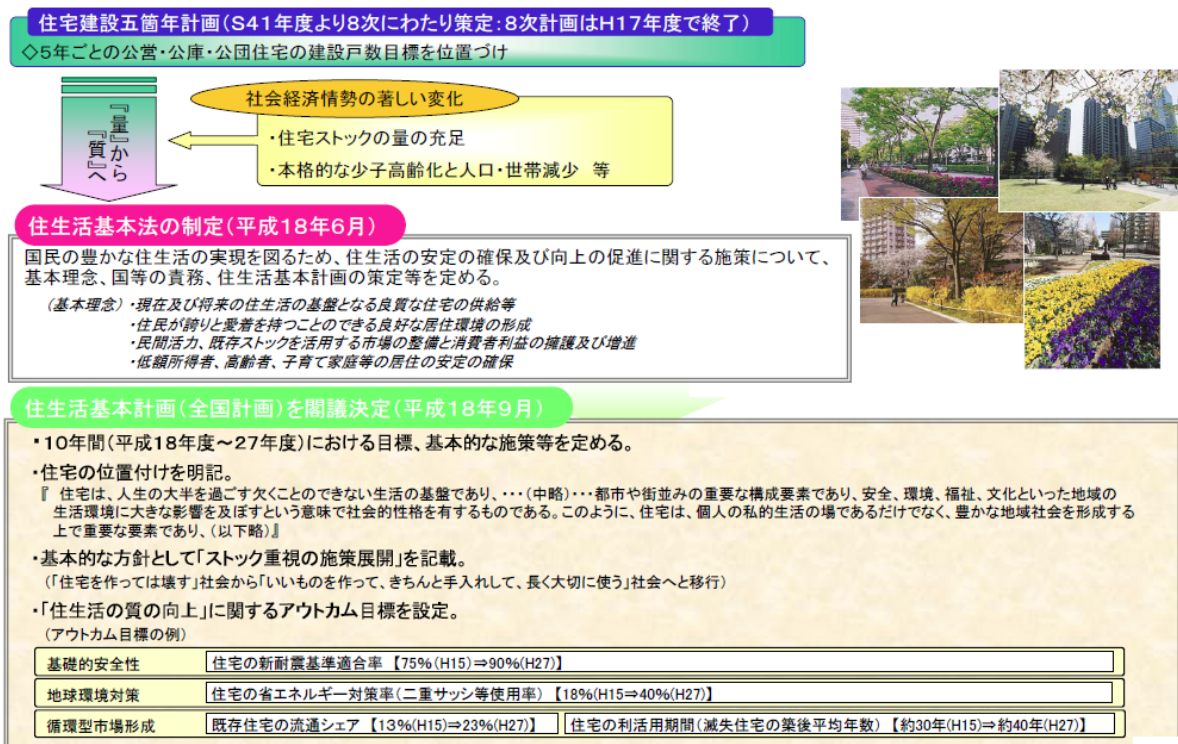 住宅建設五箇年計画(S41年度より8次にわたり策定:8次計画はH17年度で終了)
◇5年ごとの公営・公庫・公団住宅の建設戸数目標を位置づけ
『量』から
『質』へ
社会経済情勢の著しい変化
・住宅ストックの量の充足
・本格的な少子高齢化と人口・世帯減少 等
住生活基本法の制定(平成18年6月)
国民の豊かな住生活の実現を図るため、住生活の安定の確保及び向上の促進に関する施策について、
基本理念、国等の責務、住生活基本計画の策定等を定める。
(基本理念)・現在及び将来の住生活の基盤となる良質な住宅の供給等
・住民が誇りと愛着を持つことのできる良好な居住環境の形成
・民間活力、既存ストックを活用する市場の整備と消費者利益の擁護及び増進
・低額所得者、高齢者、子育て家庭等の居住の安定の確保
住生活基本計画(全国計画)を閣議決定(平成18年9月)
・10年間(平成18年度～27年度)における目標、基本的な施策等を定める。
・住宅の位置付けを明記。
『 住宅は、人生の大半を過ごす欠くことのできない生活の基盤であり、・・・(中略)・・・都市や街並みの重要な構成要素であり、安全、環境、福祉、文化といった地域の
生活環境に大きな影響を及ぼすという意味で社会的性格を有するものである。このように、住宅は、個人の私的生活の場であるだけでなく、豊かな地域社会を形成する
上で重要な要素であり、(以下略)』
・基本的な方針として「ストック重視の施策展開」を記載。
(「住宅を作っては壊す」社会から「いいものを作って、きちんと手入れして、長く大切に使う」社会へと移行)
・「住生活の質の向上」に関するアウトカム目標を設定。
(アウトカム目標の例)
基礎的安全性 住宅の新耐震基準適合率 【75%(H15)⇒90%(H27)】
地球環境対策 住宅の省エネルギー対策率(二重サッシ等使用率) 【18%(H15⇒40%(H27)】
循環型市場形成 既存住宅の流通シェア 【13%(H15)⇒23%(H27)】 住宅の利活用期間(滅失住宅の築後平均年数) 【約30年(H15)⇒約40年(H27)】